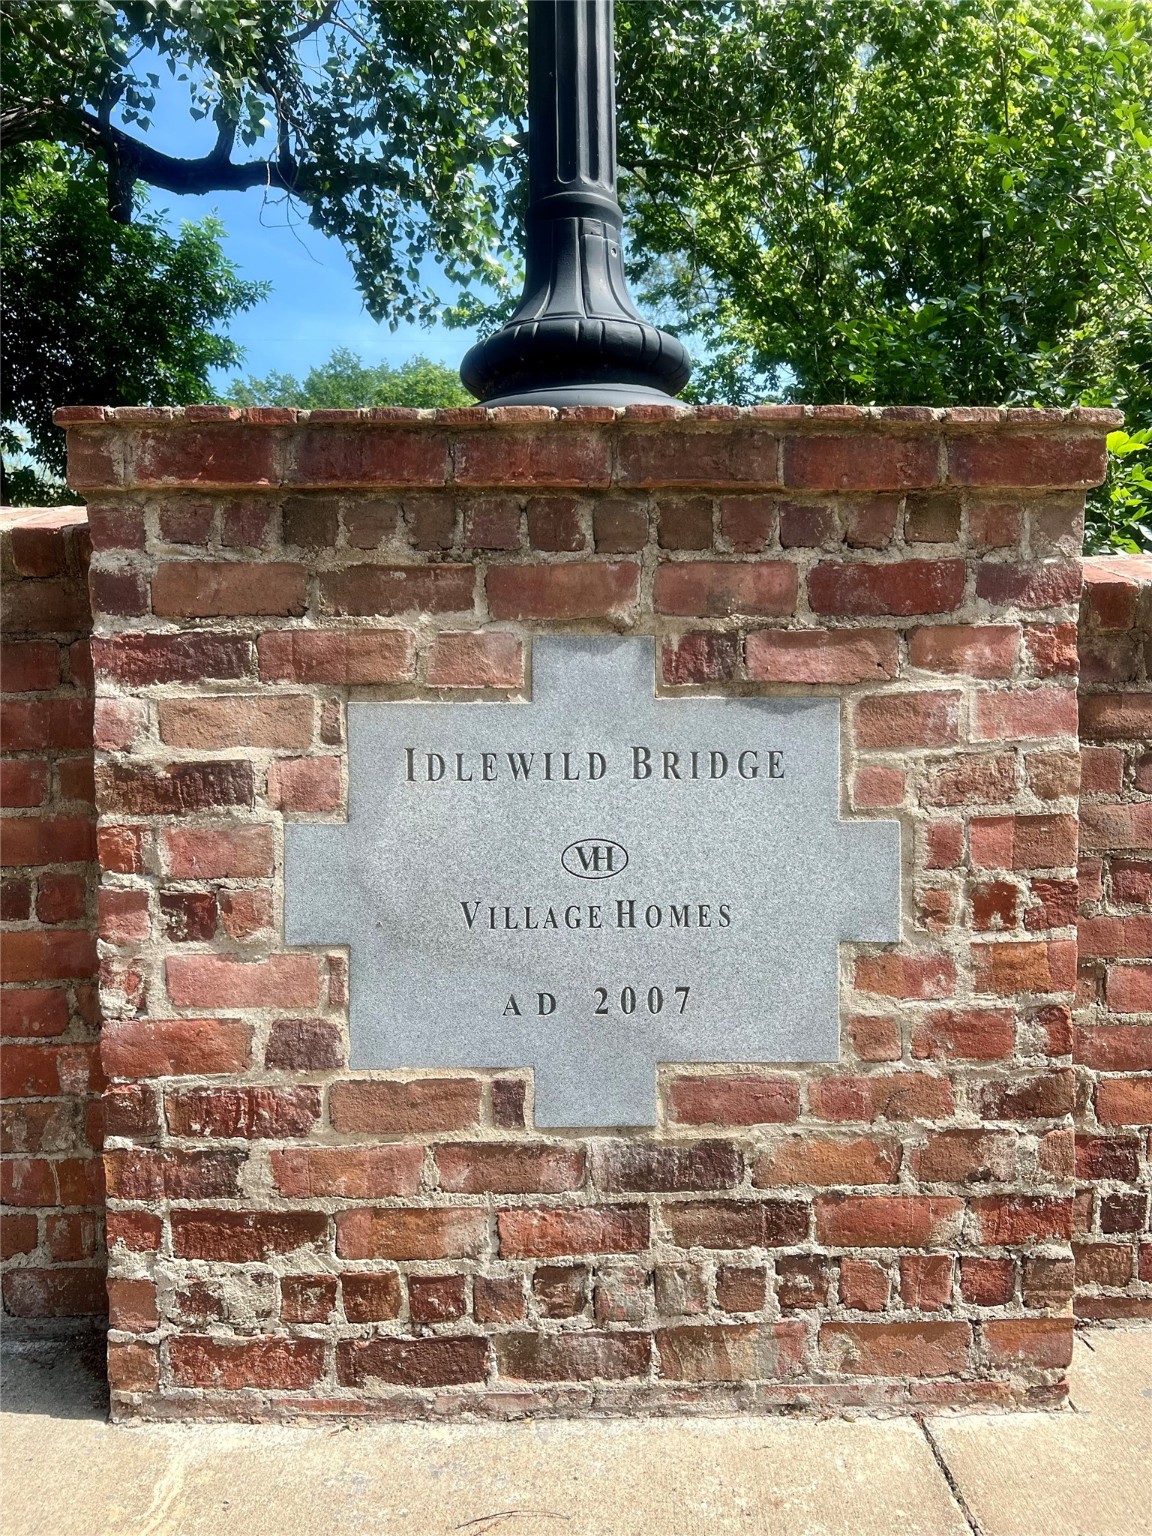 IDLEWILD BRIDGE
VH
VILLAGE HOMES
AD 2007